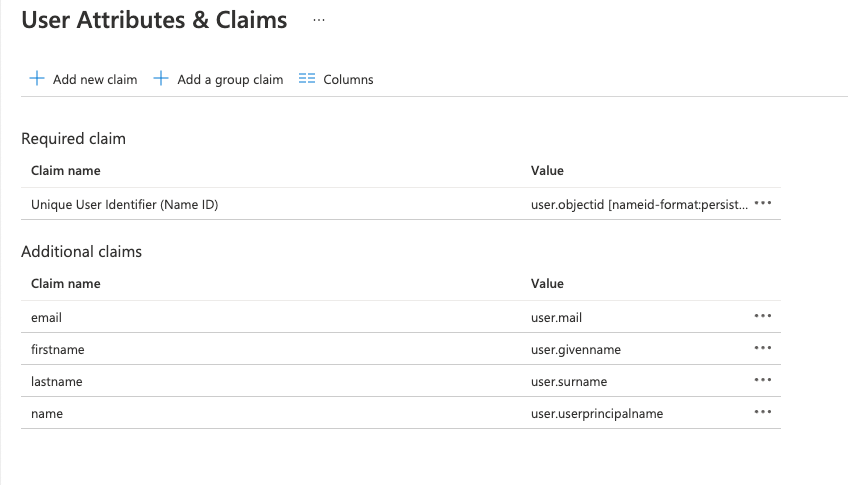 User Attributes & Claims ...
Add new claim Add a group claim Columns
Required claim
Claim name Value
Unique User Identifier (Name ID) user.objectid [nameid-format:persist... •••
Additional claims
Claim name Value
email user.mail •••
firstname user.givenname •••
lastname user.surname •••
name user.userprincipalname •••